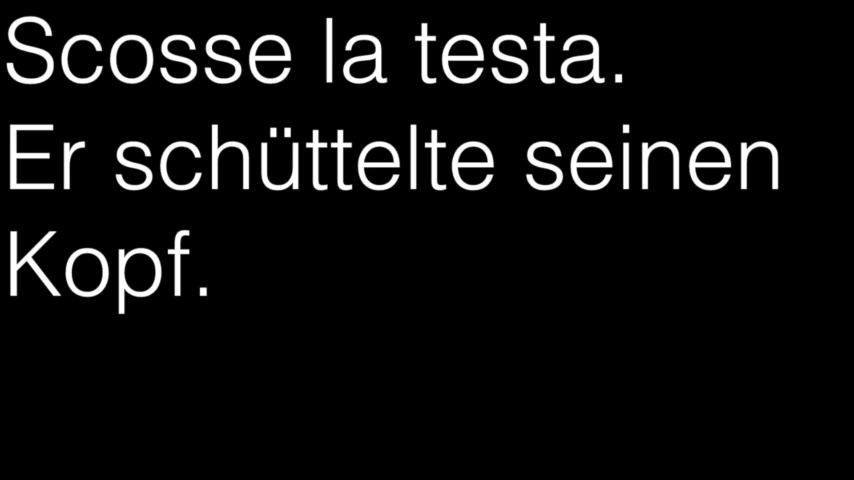 Scosse la testa.
Er schüttelte seinen
Kopf.